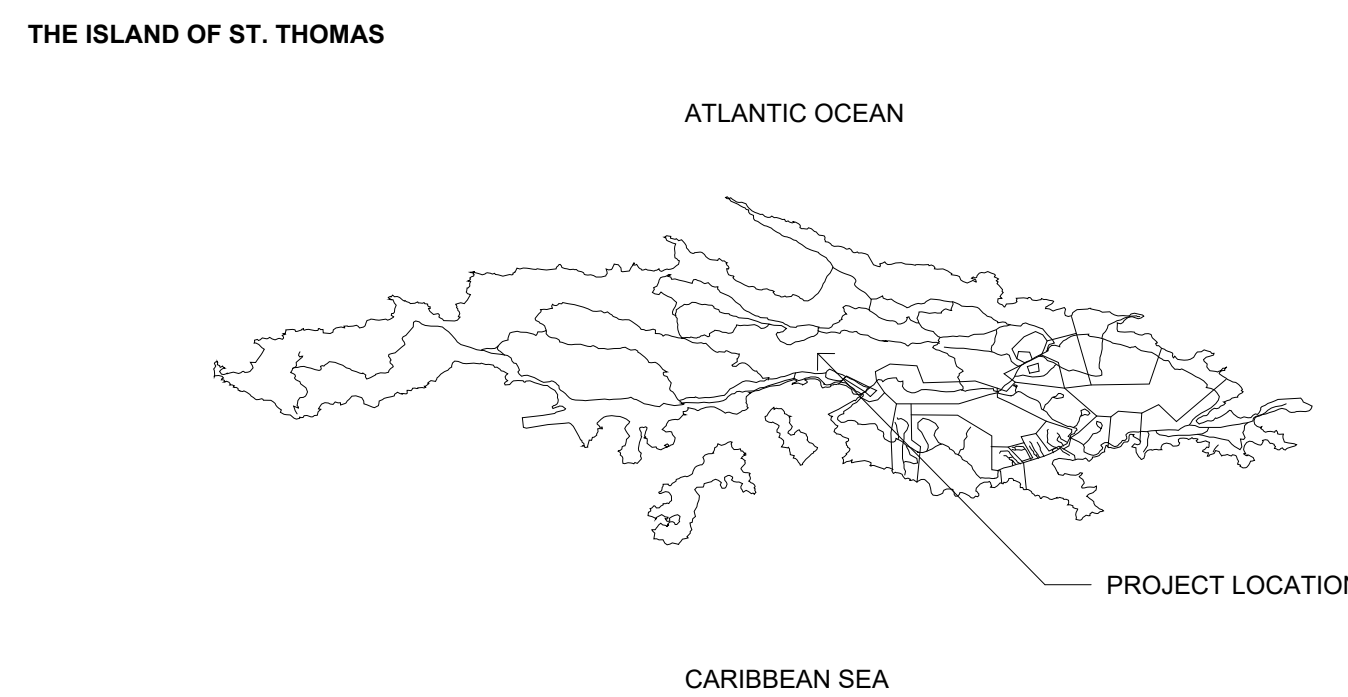 THE ISLAND OF ST. THOMAS
ATLANTIC OCEAN
PROJECT LOCATION
CARIBBEAN SEA